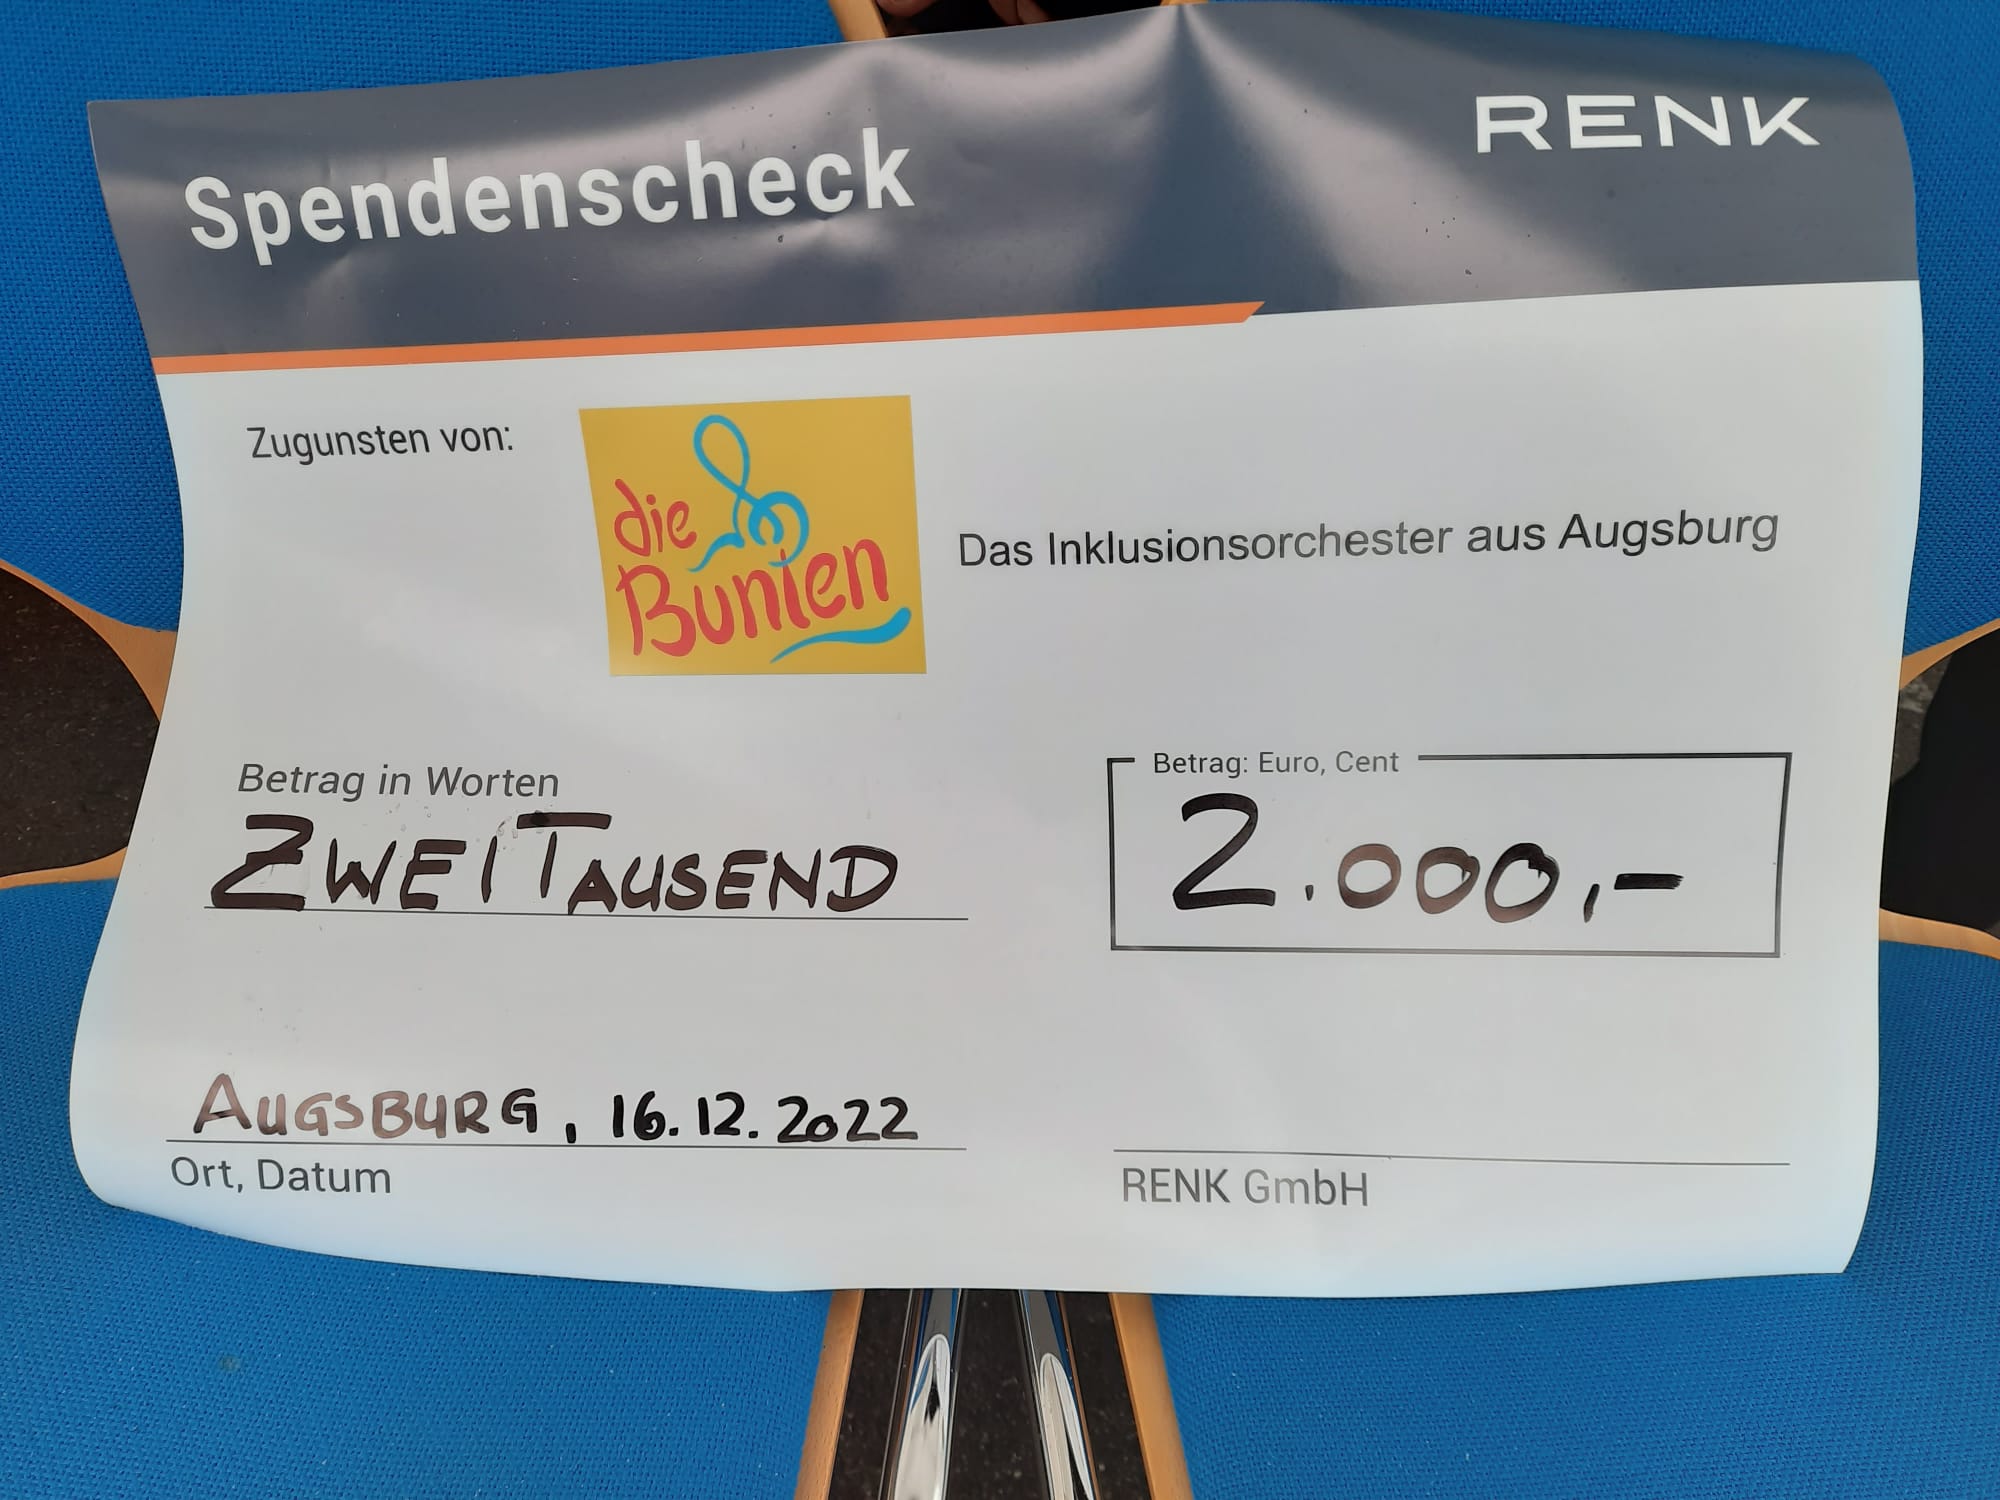 Spendenscheck
RENK
Zugunsten von:
die
Bunten
Das Inklusionsorchester aus Augsburg
Betrag in Worten
ZWEITAUSEND
Betrag: Euro, Cent
2.000,-
AUGSBURG, 16.12.2022
Ort, Datum
RENK GmbH